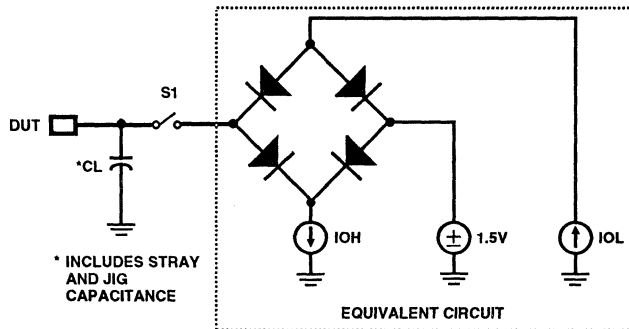 S1
DUT
*CL
IOH
1.5V
IOL
* INCLUDES STRAY
AND JIG
CAPACITANCE
EQUIVALENT CIRCUIT